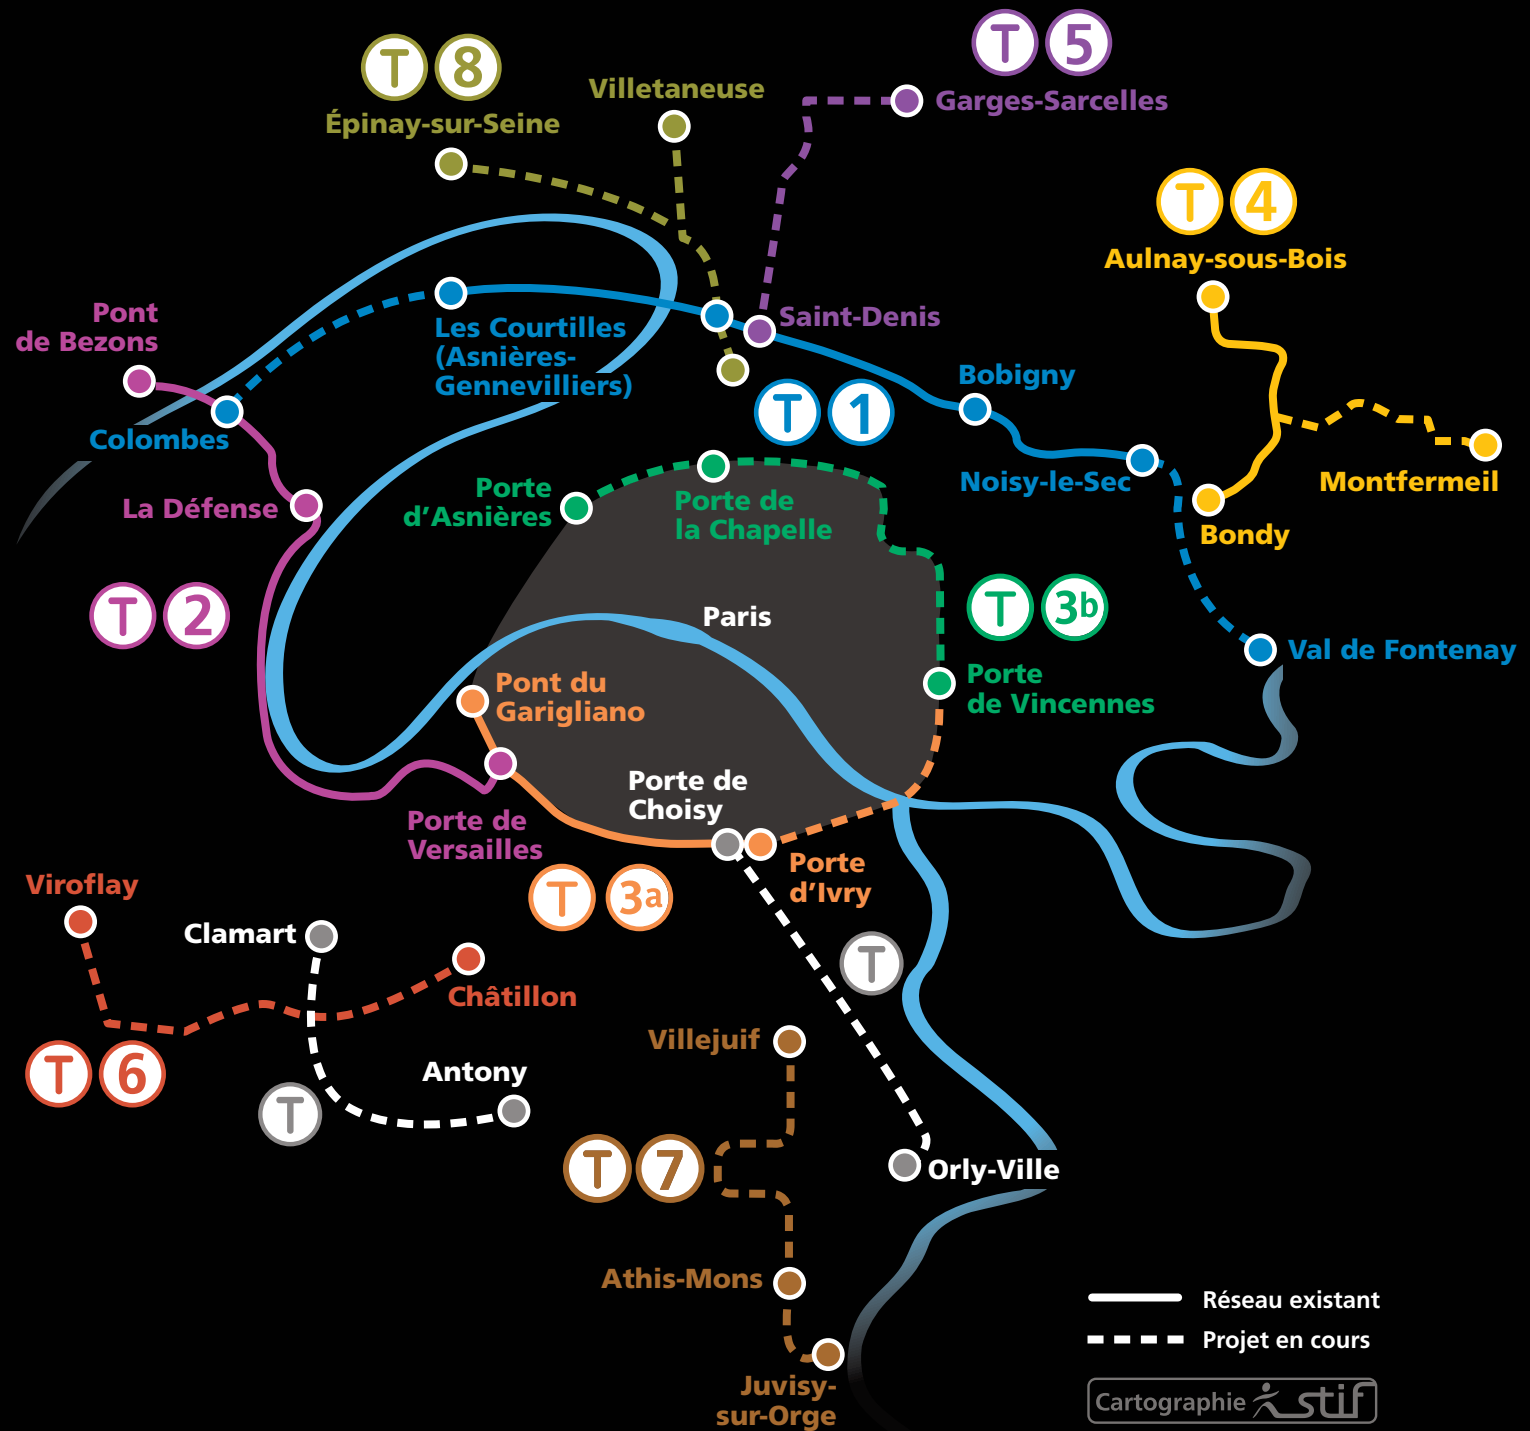 T 5
T 8
Villetaneuse
Garges-Sarcelles
Épinay-sur-Seine
T 4
Aulnay-sous-Bois
Pont
de Bezons
Saint-Denis
Les Courtilles
(Asnières-
Gennevilliers)
Bobigny
T 1
Colombes
Noisy-le-Sec
Montfermeil
La Défense
Porte
d'Asnières
Porte de
la Chapelle
Bondy
T 2
Paris
T 3b
Val de Fontenay
Pont du
Garigliano
Porte
de Vincennes
Porte de
Choisy
Porte de
Versailles
Porte
d'Ivry
Viroflay
T 3a
Clamart
T
Châtillon
Villejuif
T 6
Antony
T
T 7
Orly-Ville
Athis-Mons
Réseau existant
Projet en cours
Juvisy-
sur-Orge
Cartographie stif